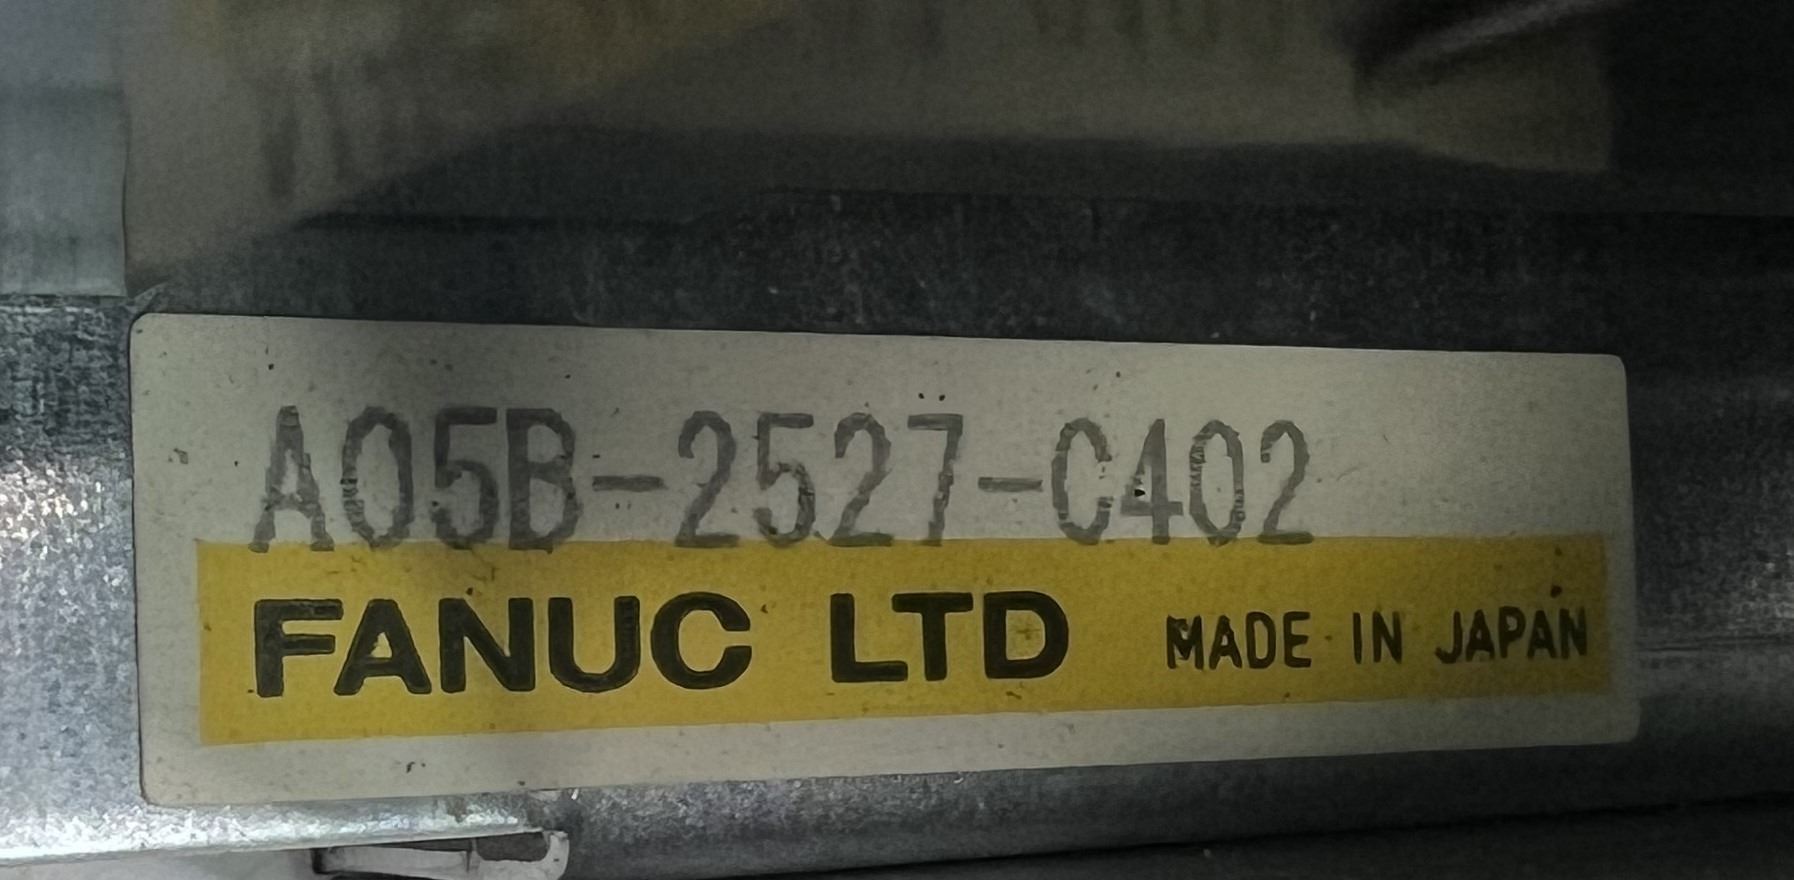 A05B-2527-C402
FANUC LTD MADE IN JAPAN